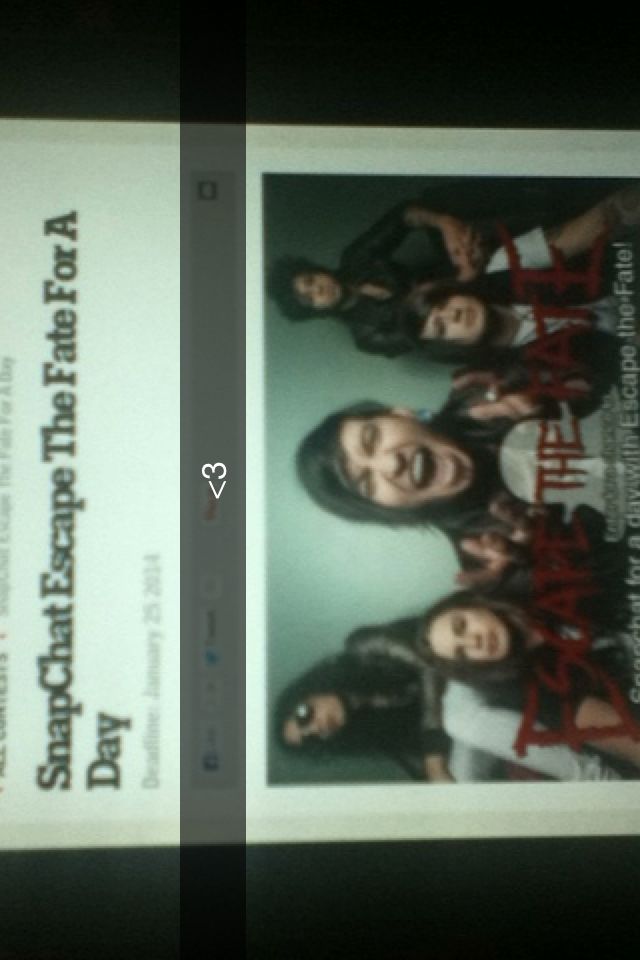 ALL CONTESTS
SnapChat Escape The Fate For A Day
SnapChat Escape The Fate For A
Day
Deadline: January 25 2014
Tweet
<3
ESCAPE THE FATE
Snapchat for a day with Escape the Fate!